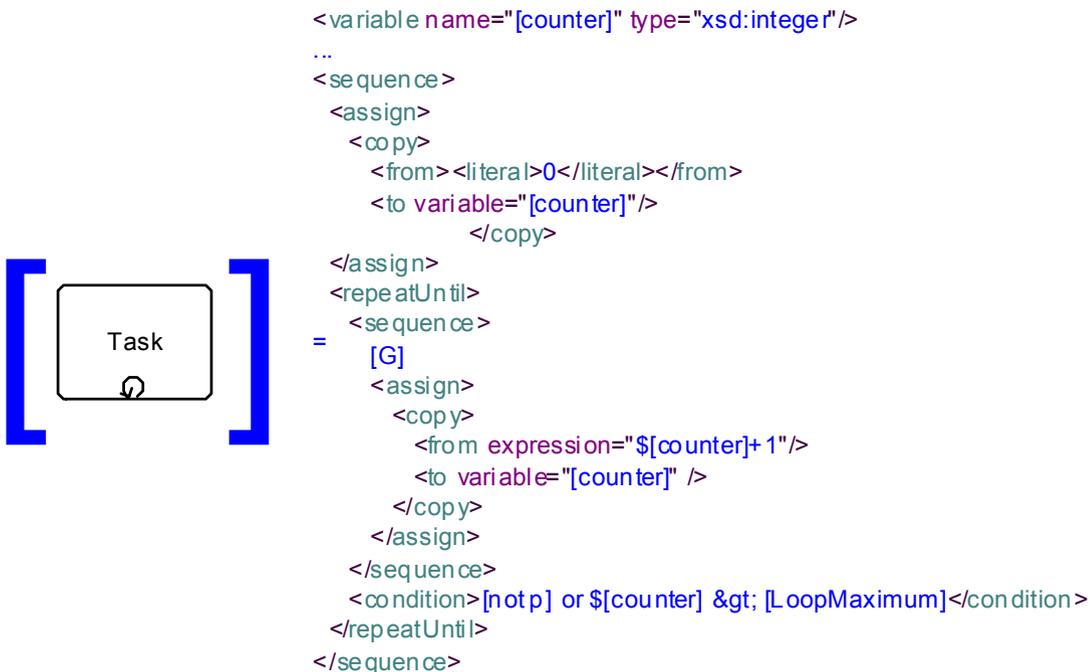 <variable name="[counter]" type="xsd:integer"/>
...
<sequence>
<assign>
<copy>
<from><literal>0</literal></from>
<to variable="[counter]"/>
</copy>
</assign>
<repeatUntil>
<sequence>
Task
=
[G]
<assign>
<copy>
<from expression="$[counter]+1"/>
<to variable="[counter]" />
</copy>
</assign>
</sequence>
<condition>[not p] or $[counter] &gt; [LoopMaximum]</condition>
</repeatUntil>
</sequence>